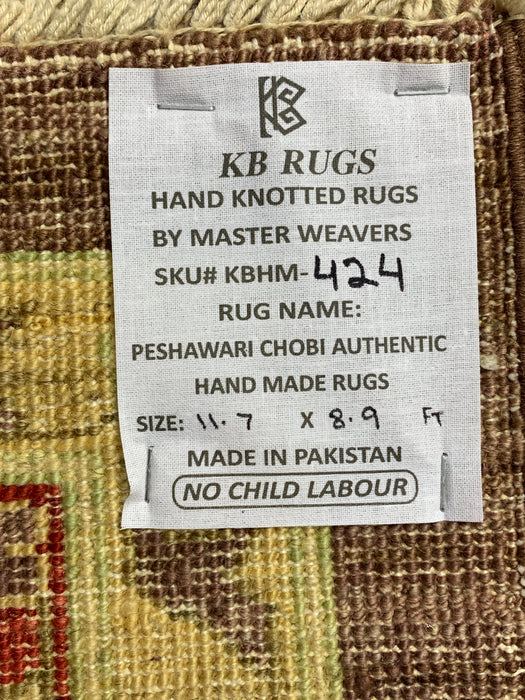 KB RUGS
HAND KNOTTED RUGS
BY MASTER WEAVERS
SKU# KBHM-424
RUG NAME:
PESHAWARI CHOBI AUTHENTIC
HAND MADE RUGS
SIZE: 11.7 X 8.9 FT
MADE IN PAKISTAN
NO CHILD LABOUR